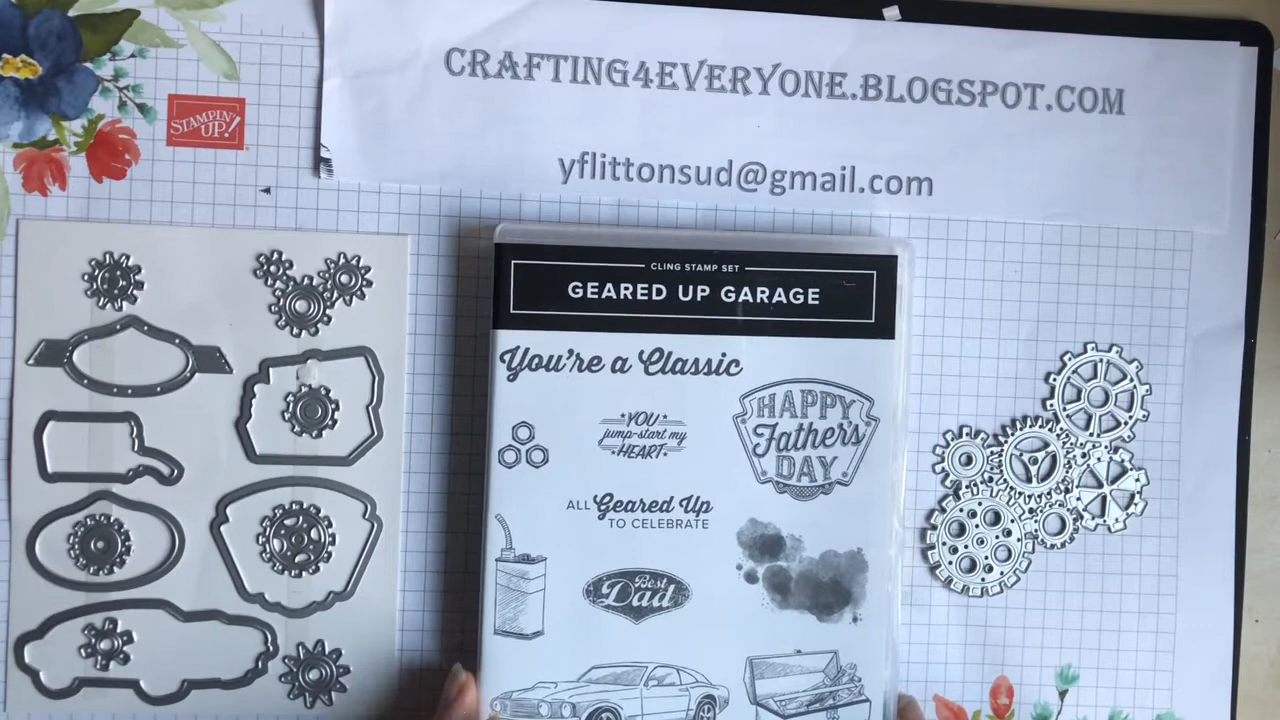 CRAFTING4EVERYONE.BLOGSPOT.COM
STAMPIN'
UP!
yflittonsud@gmail.com
CLING STAMP SET
GEARED UP GARAGE
You're a Classic
YOU
jump-start my
HEART.
HAPPY
Father's
DAY
ALL Geared Up
TO CELEBRATE
Best
Dad